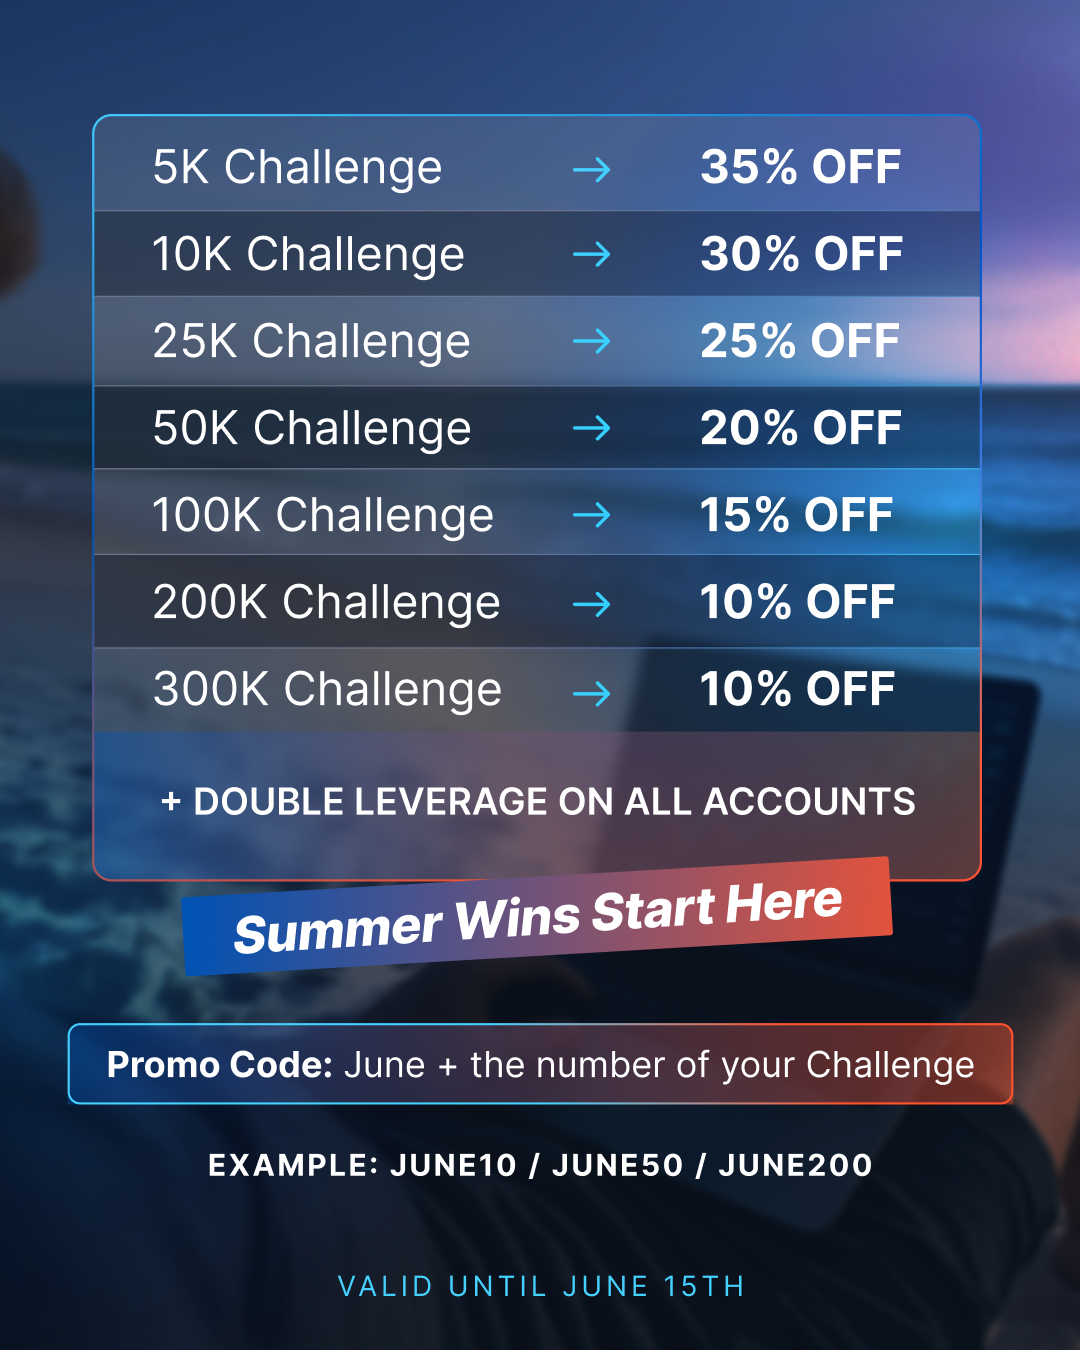 5K Challenge → 35% OFF
10K Challenge → 30% OFF
25K Challenge → 25% OFF
50K Challenge → 20% OFF
100K Challenge → 15% OFF
200K Challenge → 10% OFF
300K Challenge → 10% OFF
+ DOUBLE LEVERAGE ON ALL ACCOUNTS
Summer Wins Start Here
Promo Code: June + the number of your Challenge
EXAMPLE: JUNE10 / JUNE50 / JUNE200
VALID UNTIL JUNE 15TH